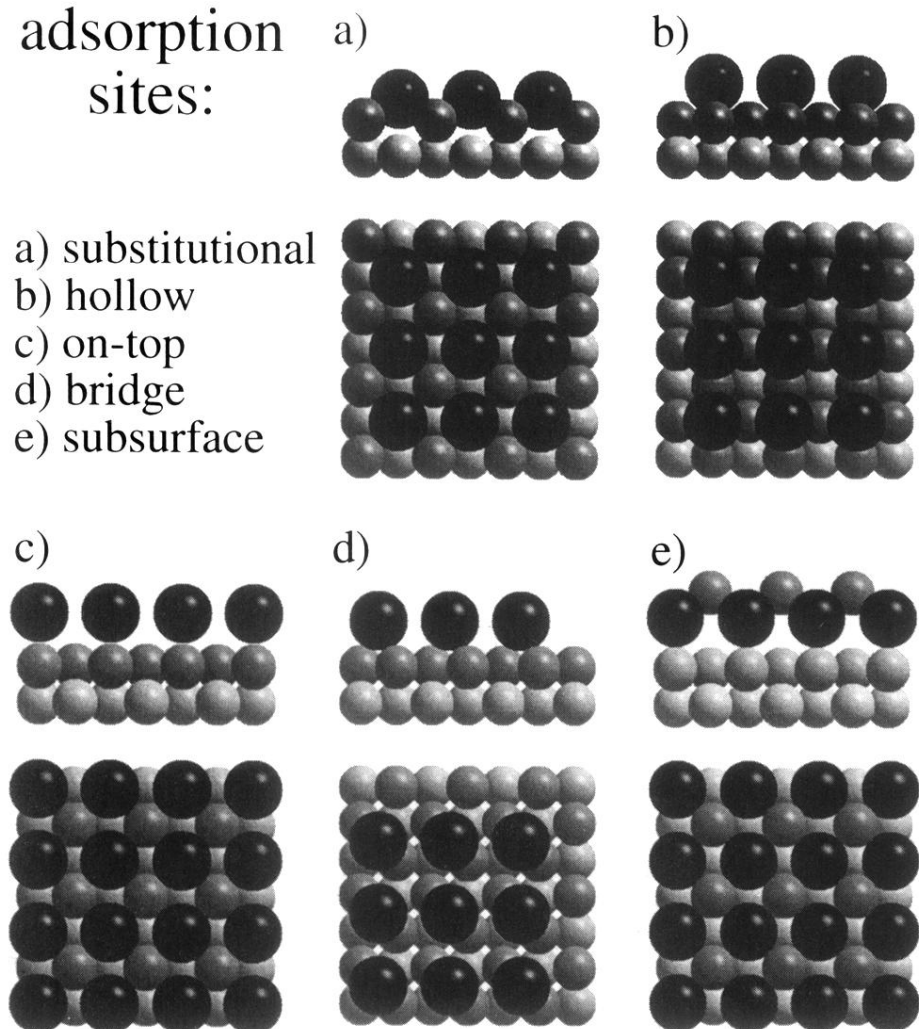 adsorption
sites:
a) substitutional
b) hollow
c) on-top
d) bridge
e) subsurface
a)
b)
c)
d)
e)